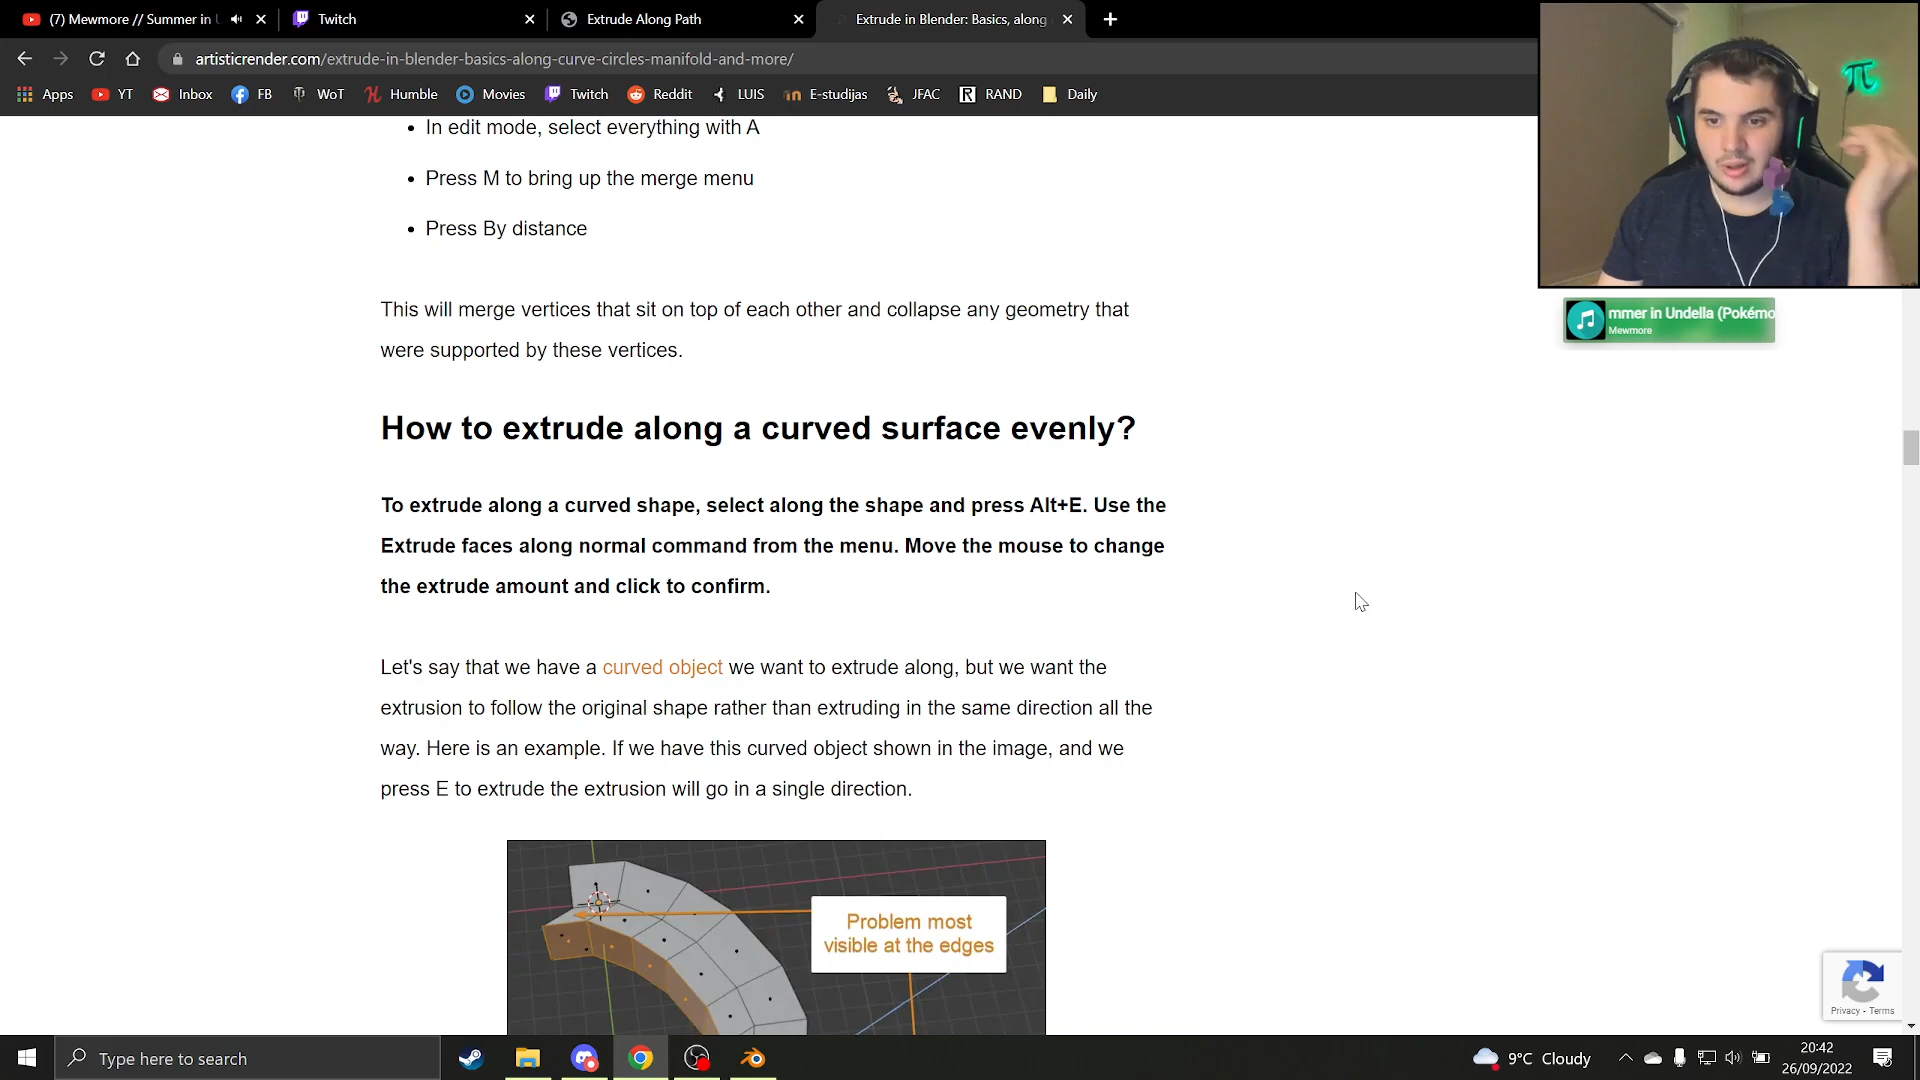 (7) Mewmore // Summer in U
Twitch
Extrude Along Path
Extrude in Blender: Basics, along
artisticrender.com/extrude-in-blender-basics-along-curve-circles-manifold-and-more/
Apps YT Inbox FB WoT Humble Movies Twitch Reddit LUIS E-studijas JFAC RAND Daily
• In edit mode, select everything with A
• Press M to bring up the merge menu
• Press By distance
This will merge vertices that sit on top of each other and collapse any geometry that
were supported by these vertices.
How to extrude along a curved surface evenly?
To extrude along a curved shape, select along the shape and press Alt+E. Use the
Extrude faces along normal command from the menu. Move the mouse to change
the extrude amount and click to confirm.
Let's say that we have a curved object we want to extrude along, but we want the
extrusion to follow the original shape rather than extruding in the same direction all the
way. Here is an example. If we have this curved object shown in the image, and we
press E to extrude the extrusion will go in a single direction.
Problem most
visible at the edges
mmer in Undella (Pokémo
Mewmore
Privacy - Terms
Type here to search
9°C Cloudy
20:42
26/09/2022